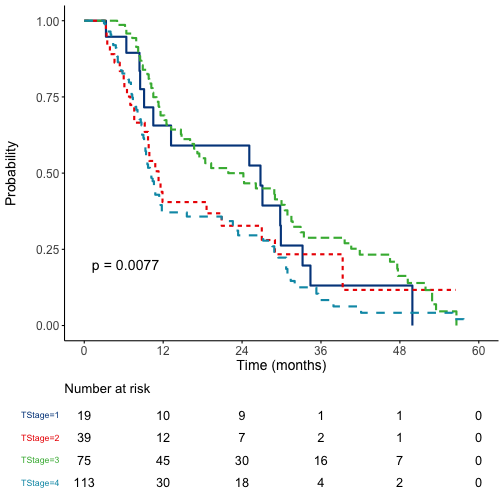 1.00
0.75
0.50
0.25
0.00
Probability
p = 0.0077
0 12 24 36 48 60
Time (months)
Number at risk
TStage=1 19 10 9 1 1 0
TStage=2 39 12 7 2 1 0
TStage=3 75 45 30 16 7 0
TStage=4 113 30 18 4 2 0